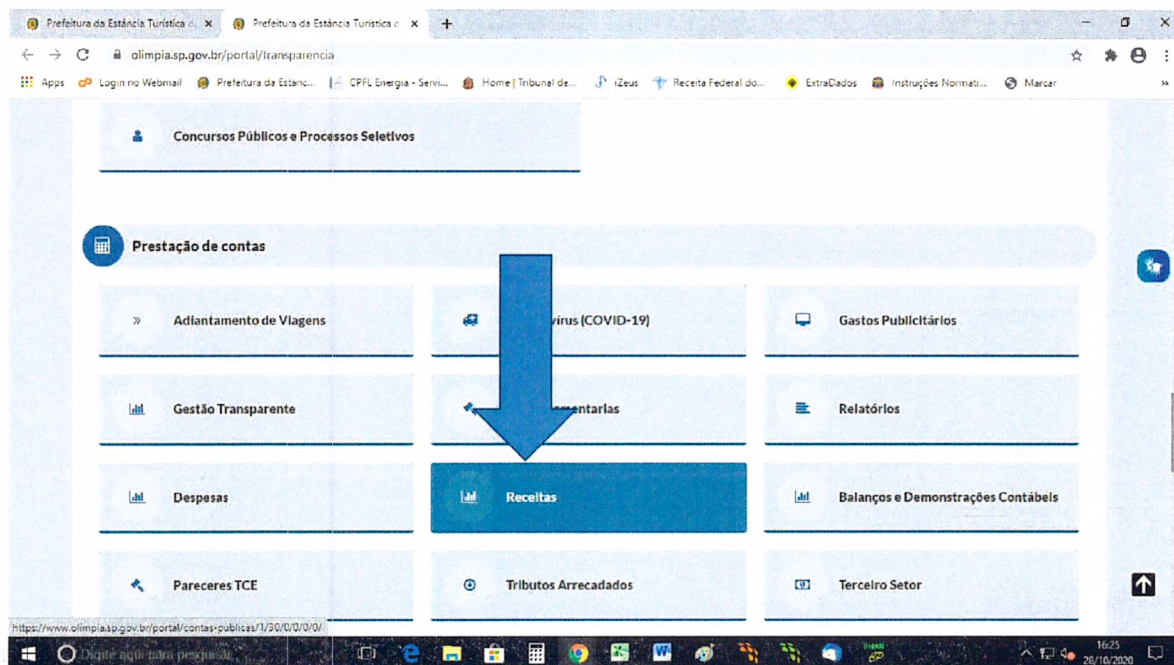 Prefeitura da Estância Turística d
Prefeitura da Estância Turística c
olimpia.sp.gov.br/portal/transparencia
Apps
Login no Webmail
Prefeitura da Estânc...
CPFL Energia - Servi...
Home | Tribunal de...
iZeus
Receita Federal do...
ExtraDados
Instruções Normati...
Marcar
Concursos Públicos e Processos Seletivos
Prestação de contas
Adiantamento de Viagens
vírus (COVID-19)
Gastos Publicitários
Gestão Transparente
mentarias
Relatórios
Despesas
Receitas
Balanços e Demonstrações Contábeis
Pareceres TCE
Tributos Arrecadados
Terceiro Setor
https://www.olimpia.sp.gov.br/portal/contas-publicas/1/30/0/0/0/0/
Digite aqui para pesquisar
16:25
28/10/2020